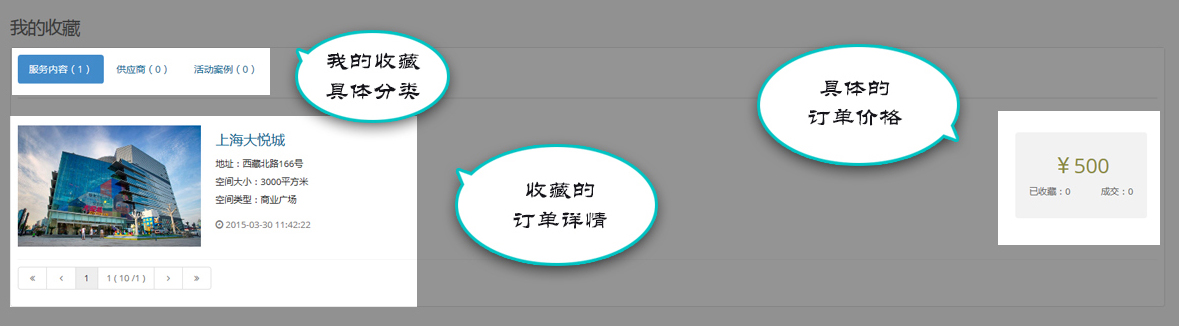 我的收藏
服务内容（1）
供应商（0）
活动案例（0）
我的收藏
具体分类
上海大悦城
地址：西藏北路166号
空间大小：3000平方米
空间类型：商业广场
2015-03-30 11:42:22
收藏的
订单详情
具体的
订单价格
¥ 500
已收藏：0
成交：0
« ‹ 1 1 ( 10 /1 ) › »